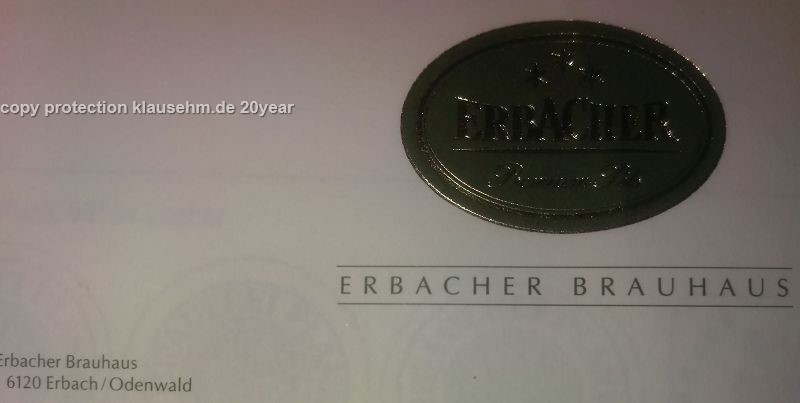 copy protection klausehm.de 20year
ERBACHER
Premium Pils
ERBACHER BRAUHAUS
Erbacher Brauhaus
6120 Erbach/Odenwald